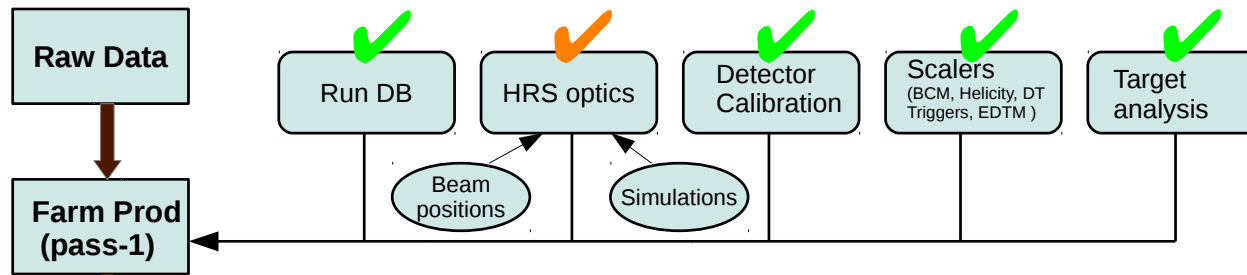 Raw Data
Run DB
HRS optics
Detector
Calibration
Scalers
(BCM, Helicity, DT
Triggers, EDTM )
Target
analysis
Beam
positions
Simulations
Farm Prod
(pass-1)